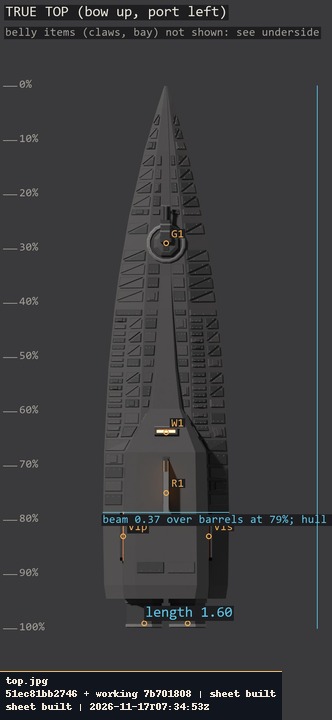 TRUE TOP (bow up, port left)
belly items (claws, bay) not shown: see underside
0%
10%
20%
G1
30%
40%
50%
60%
W1
70%
R1
80%
beam 0.37 over barrels at 79%; hull
V1p
V1s
90%
length 1.60
100%
top.jpg
51ec81bb2746 + working 7b701808 | sheet built
sheet built | 2026-11-17T07:34:53Z